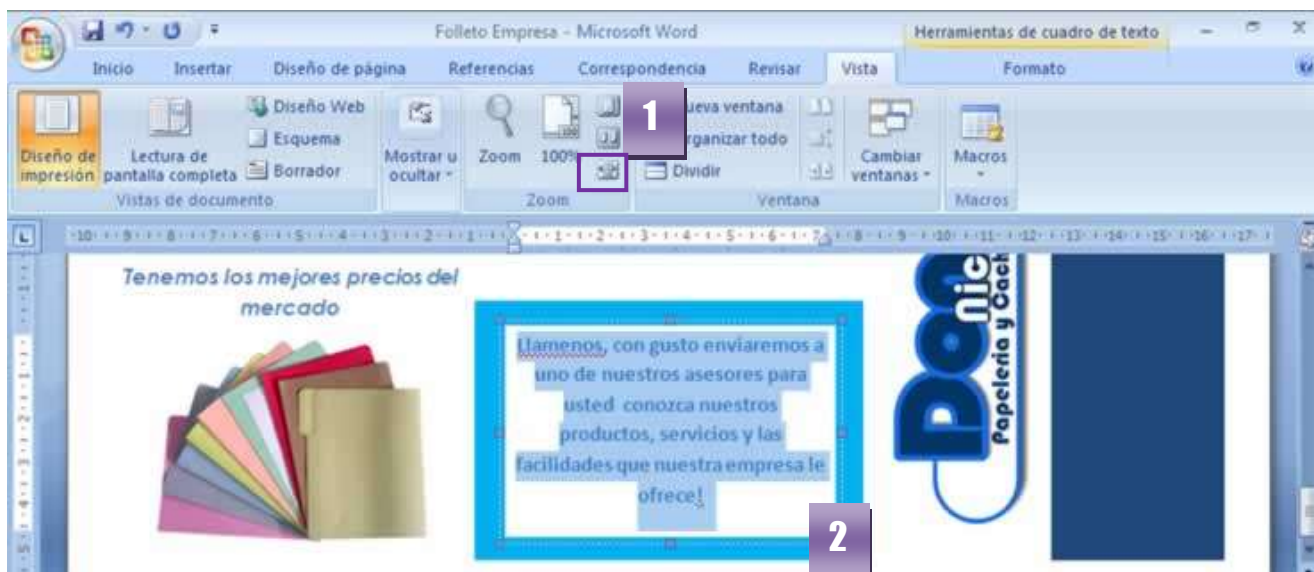 Folleto Empresa - Microsoft Word
Herramientas de cuadro de texto
Inicio Insertar Diseño de página Referencias Correspondencia Revisar Vista Formato
Diseño de impresión
Lectura de pantalla completa
Diseño Web
Esquema
Borrador
Vistas de documento
Mostrar u ocultar
Zoom
100%
Zoom
1
ueva ventana
rganizar todo
Dividir
Ventana
Cambiar ventanas
Macros
Macros
Tenemos los mejores precios del
mercado
Llamenos, con gusto enviaremos a
uno de nuestros asesores para
usted conozca nuestros
productos, servicios y las
facilidades que nuestra empresa le
ofrece!
2
nic
Papeleria y Cach